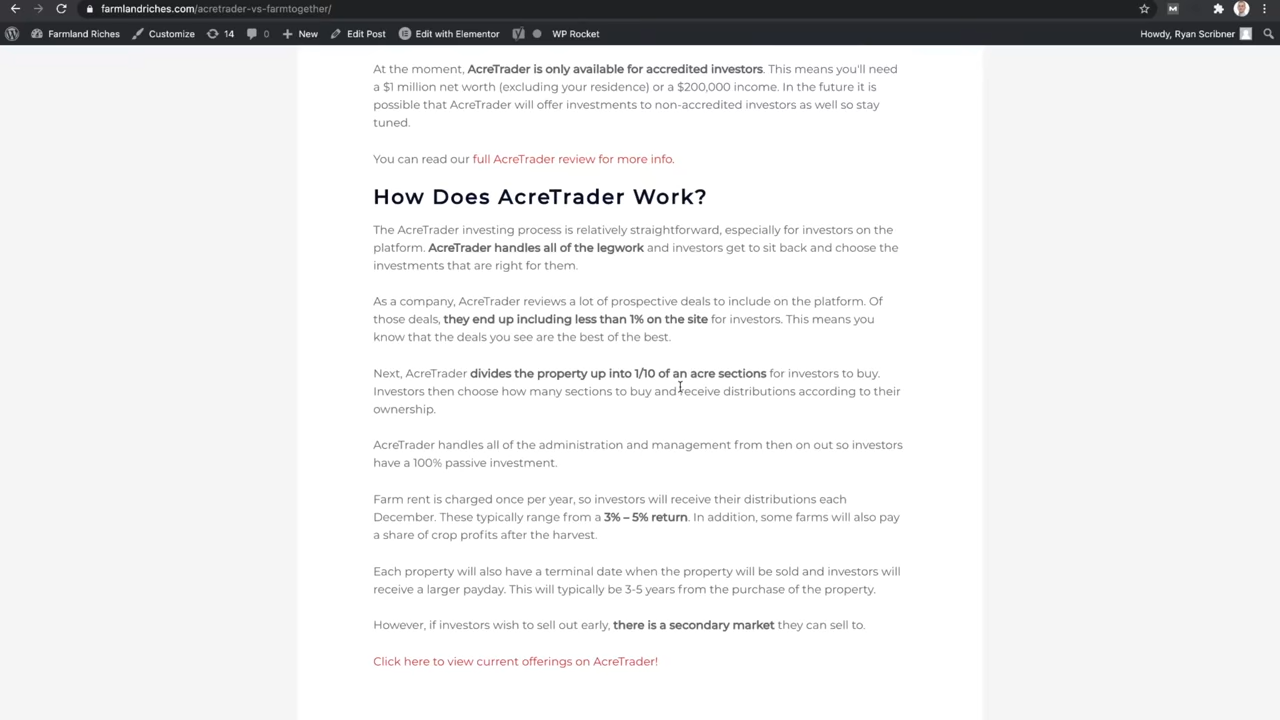 farmlandriches.com/acretrader-vs-farmtogether/
Farmland Riches Customize 14 0 New Edit Post Edit with Elementor WP Rocket Howdy, Ryan Scribner
At the moment, AcreTrader is only available for accredited investors. This means you'll need
a $1 million net worth (excluding your residence) or a $200,000 income. In the future it is
possible that AcreTrader will offer investments to non-accredited investors as well so stay
tuned.
You can read our full AcreTrader review for more info.
How Does AcreTrader Work?
The AcreTrader investing process is relatively straightforward, especially for investors on the
platform. AcreTrader handles all of the legwork and investors get to sit back and choose the
investments that are right for them.
As a company, AcreTrader reviews a lot of prospective deals to include on the platform. Of
those deals, they end up including less than 1% on the site for investors. This means you
know that the deals you see are the best of the best.
Next, AcreTrader divides the property up into 1/10 of an acre sections for investors to buy.
Investors then choose how many sections to buy and receive distributions according to their
ownership.
AcreTrader handles all of the administration and management from then on out so investors
have a 100% passive investment.
Farm rent is charged once per year, so investors will receive their distributions each
December. These typically range from a 3% – 5% return. In addition, some farms will also pay
a share of crop profits after the harvest.
Each property will also have a terminal date when the property will be sold and investors will
receive a larger payday. This will typically be 3-5 years from the purchase of the property.
However, if investors wish to sell out early, there is a secondary market they can sell to.
Click here to view current offerings on AcreTrader!